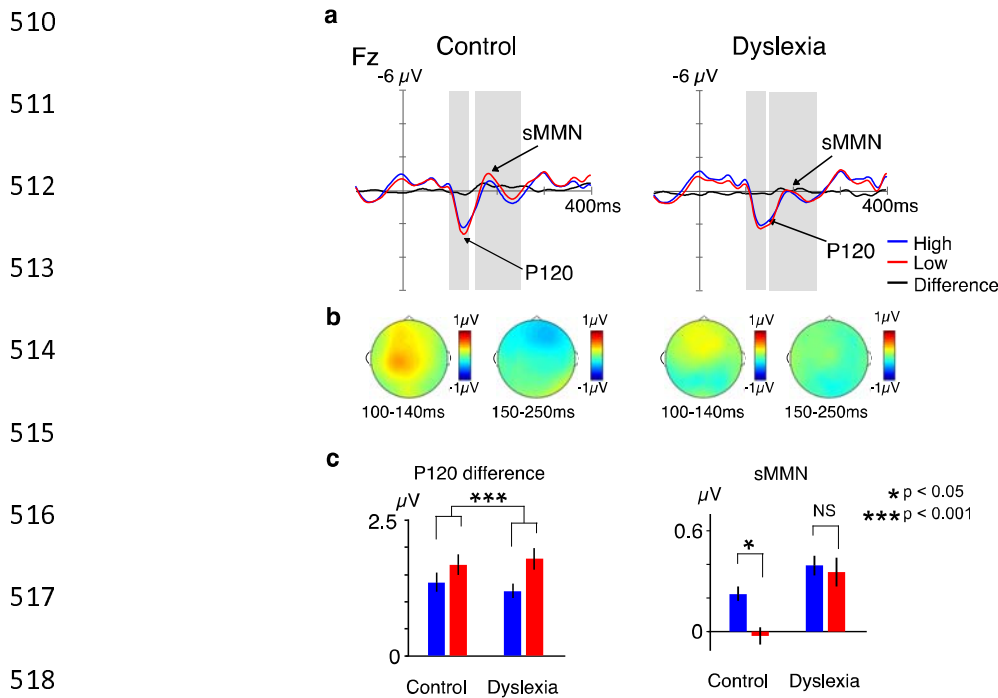 510
a
Control
Dyslexia
Fz
-6 µV
-6 µV
511
sMMN
sMMN
512
400ms
400ms
P120
P120
High
Low
Difference
513
b
1µV
1µV
1µV
1µV
514
-1µV
-1µV
-1µV
-1µV
100-140ms
150-250ms
100-140ms
150-250ms
515
c
P120 difference
sMMN
µV
***
µV
* p < 0.05
*** p < 0.001
516
2.5
0.6
NS
*
517
0
0
Control
Dyslexia
Control
Dyslexia
518